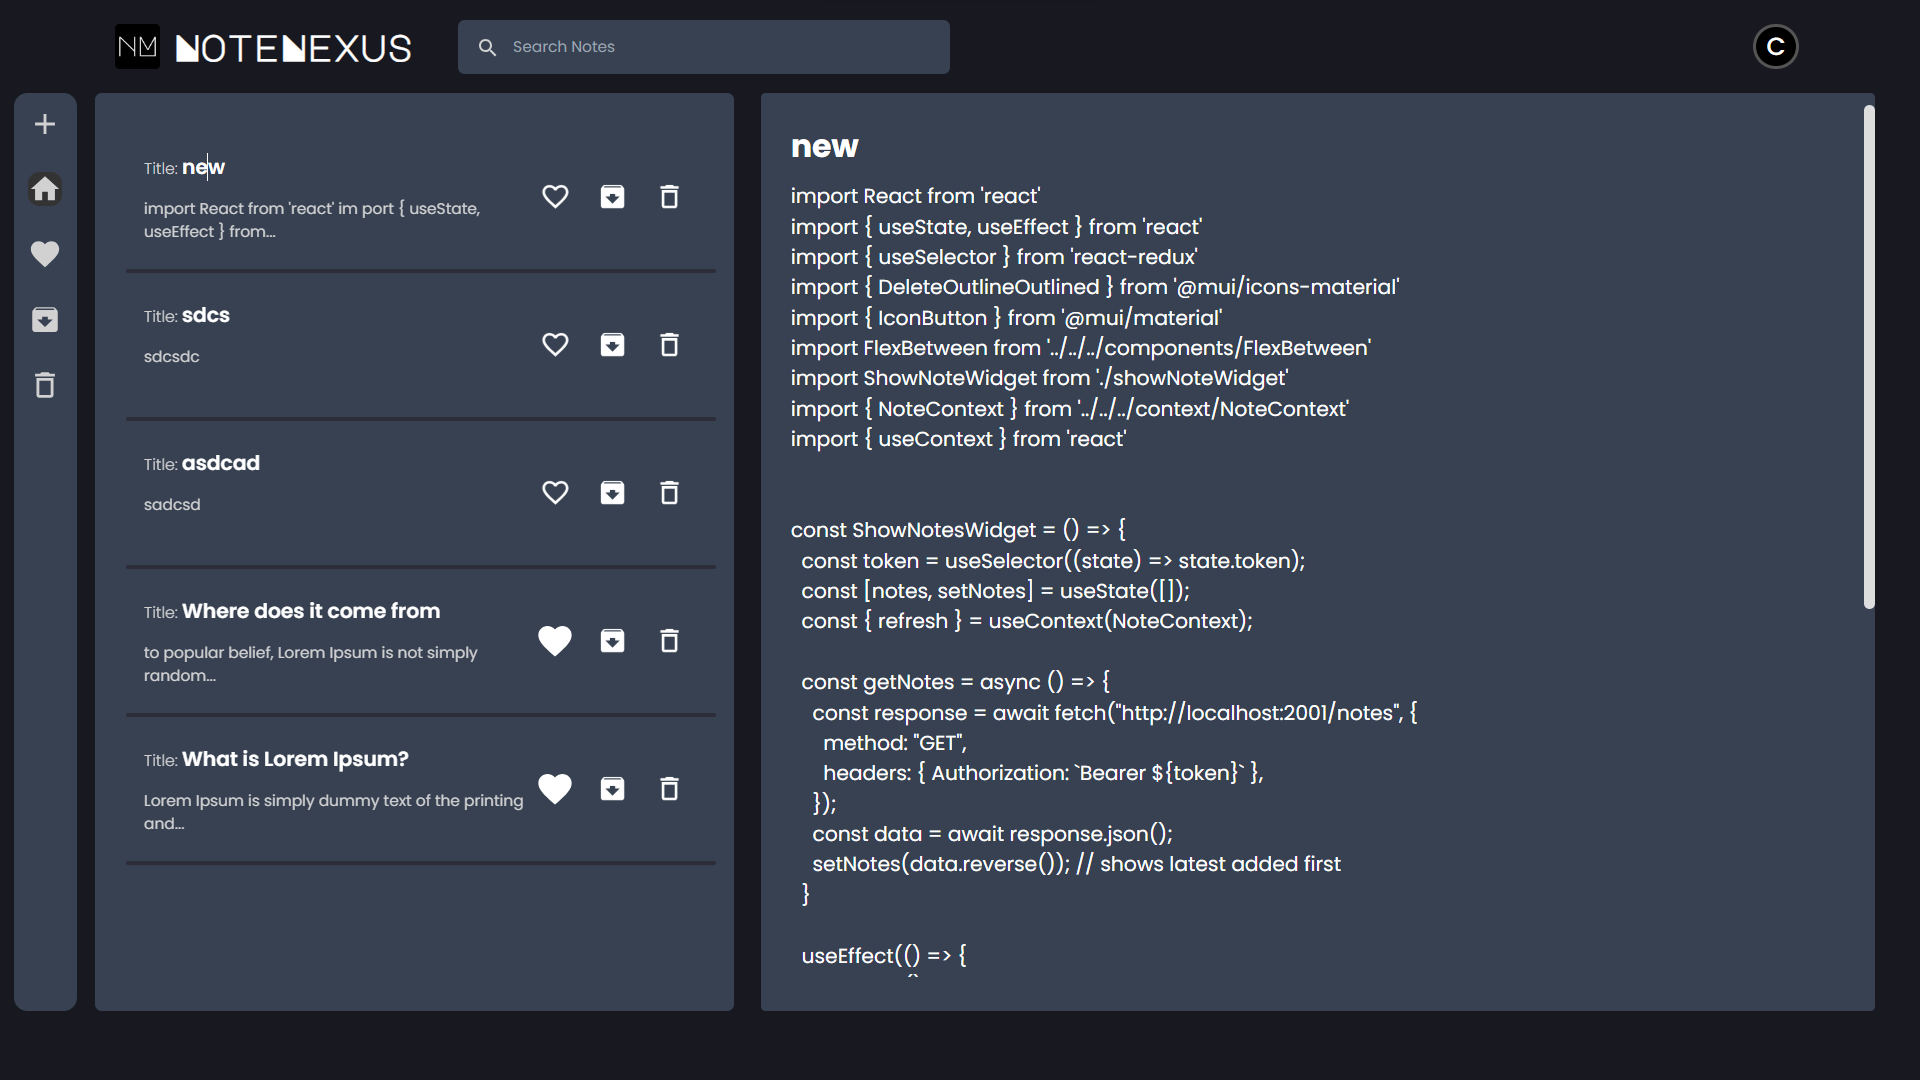 NM NOTENEXUS
Search Notes
C
Title: new
import React from 'react' im port { useState,
useEffect } from...
Title: sdcs
sdcsdc
Title: asdcad
sadcsd
Title: Where does it come from
to popular belief, Lorem Ipsum is not simply
random...
Title: What is Lorem Ipsum?
Lorem Ipsum is simply dummy text of the printing
and...
new
import React from 'react'
import { useState, useEffect } from 'react'
import { useSelector } from 'react-redux'
import { DeleteOutlineOutlined } from '@mui/icons-material'
import { IconButton } from '@mui/material'
import FlexBetween from '../../../components/FlexBetween'
import ShowNoteWidget from './showNoteWidget'
import { NoteContext } from '../../../context/NoteContext'
import { useContext } from 'react'
const ShowNotesWidget = () => {
const token = useSelector((state) => state.token);
const [notes, setNotes] = useState([]);
const { refresh } = useContext(NoteContext);
const getNotes = async () => {
const response = await fetch("http://localhost:2001/notes", {
method: "GET",
headers: { Authorization: `Bearer ${token}` },
});
const data = await response.json();
setNotes(data.reverse()); // shows latest added first
}
useEffect(() => {